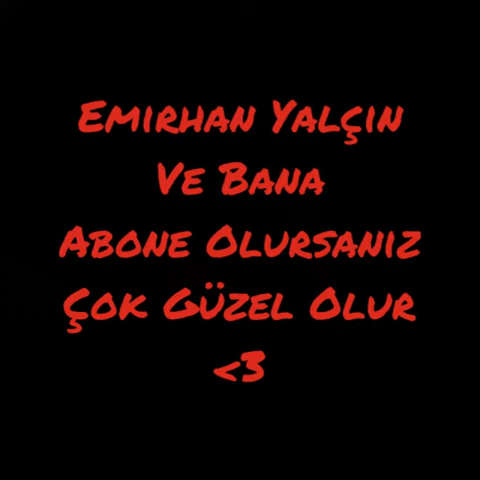 Emirhan Yalçın
Ve Bana
Abone Olursanız
Çok Güzel Olur
<3